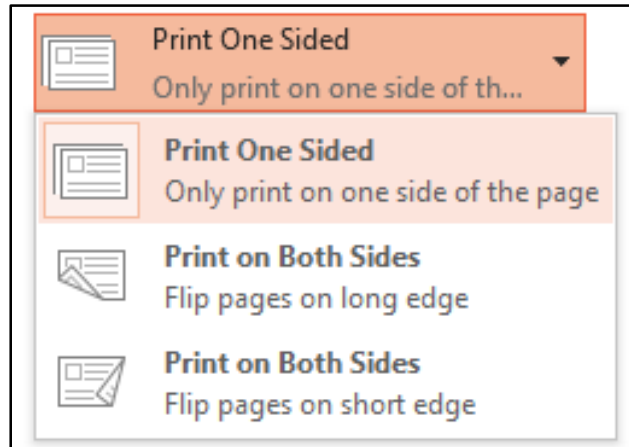 Print One Sided
Only print on one side of th...
Print One Sided
Only print on one side of the page
Print on Both Sides
Flip pages on long edge
Print on Both Sides
Flip pages on short edge